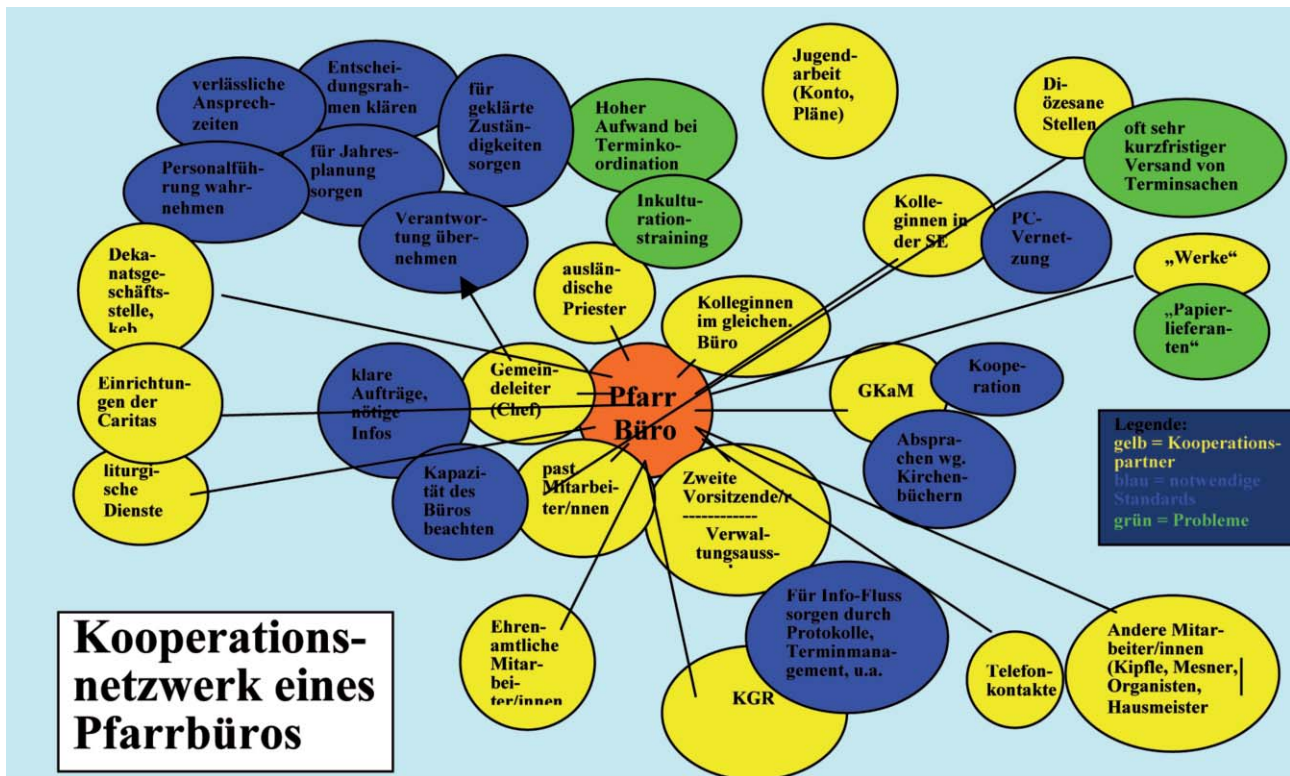 verlässliche
Ansprech-
zeiten
Entschei-
dungsrah-
men klären
für
geklärte
Zustän-
digkeiten
sorgen
Hoher
Aufwand bei
Terminko-
ordination
Jugend-
arbeit
(Konto,
Pläne)
Di-
özesane
Stellen
oft sehr
kurzfristiger
Versand von
Terminsachen
Personalfüh-
rung wahr-
nehmen
für Jahres-
planung
sorgen
Verantwor-
tung über-
nehmen
Inkultu-
ration-
straining
Kolle-
ginnen in
der SE
PC-
Vernet-
zung
Deka-
natsge-
schäfts-
stelle,
keb
auslän-
dische
Priester
Kolleginnen
im gleichen.
Büro
„Werke“
„Papier-
lieferan-
ten“
Einrichtun-
gen der
Caritas
klare
Aufträge,
nötige
Infos
Gemein-
deleiter
(Chef)
Pfarr
Büro
GKaM
Koope-
ration
Legende:
gelb = Kooperations-
partner
blau = notwendige
Standards
grün = Probleme
liturgi-
sche
Dienste
Kapazi-
tät des
Büros
beachten
past
Mitarbei-
ter/nnen
Zweite
Vorsitzende/r
------------
Verwal-
tungsauss-
Abspra-
chen wg.
Kirchen-
büchern
Kooperations-
netzwerk eines
Pfarrbüros
Ehren-
amtliche
Mitar-
bei-
ter/innen
KGR
Für Info-Fluss
sorgen durch
Protokolle,
Terminmana-
gement, u.a.
Telefon-
kontakte
Andere Mitar-
beiter/innen
(Kipfle, Mesner,
Organisten,
Hausmeister